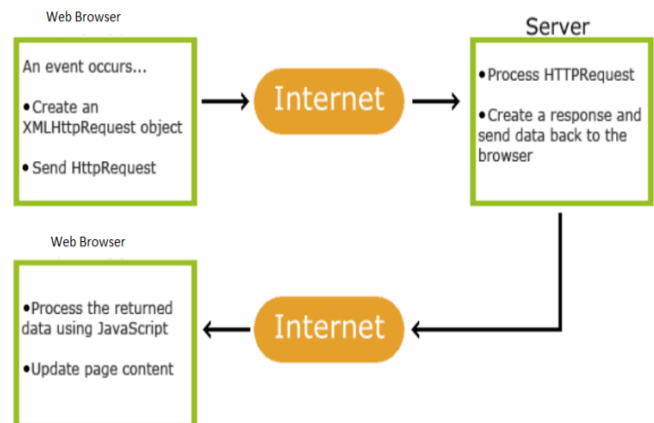 Web Browser
An event occurs...
•Create an
XMLHttpRequest object
• Send HttpRequest
Internet
Server
• Process HTTPRequest
• Create a response and
send data back to the
browser
Web Browser
•Process the returned
data using JavaScript
•Update page content
Internet